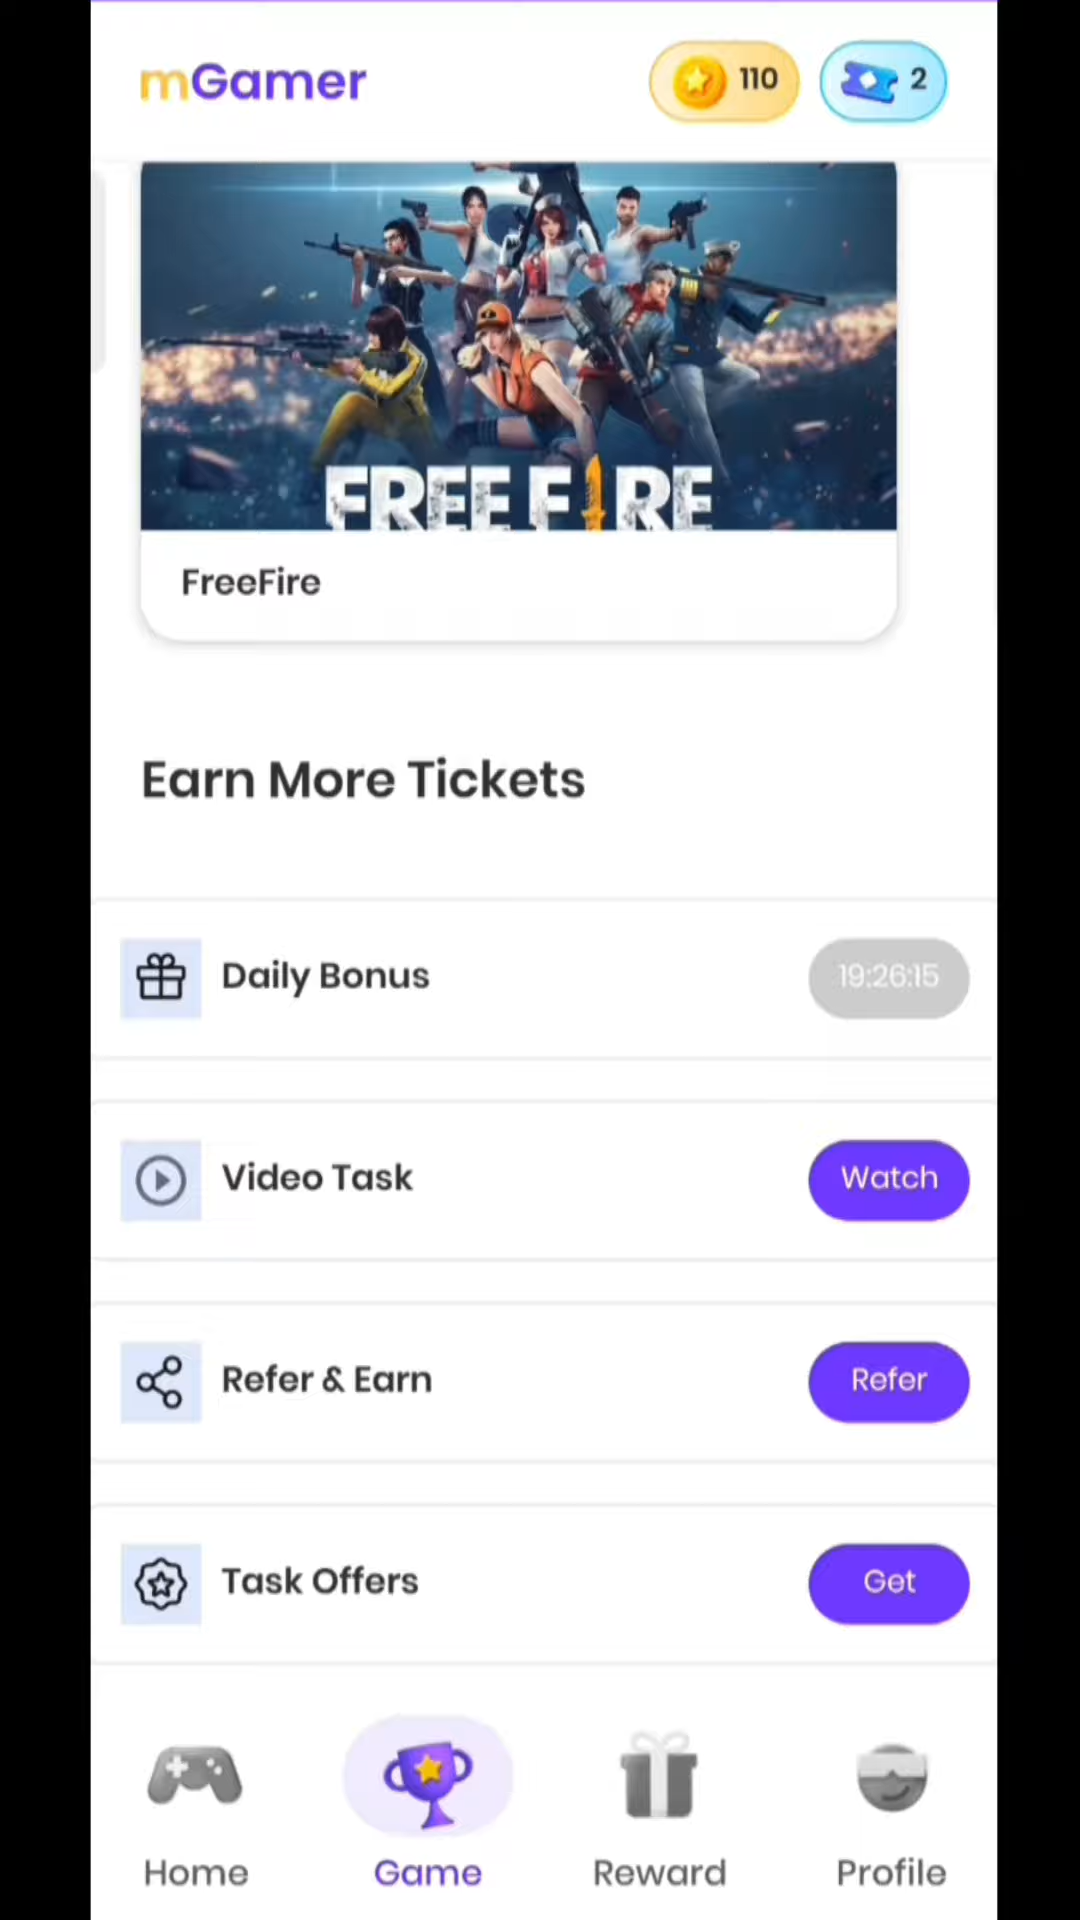 mGamer
110
2
FREE FIRE
FreeFire
Earn More Tickets
Daily Bonus
19:26:15
Video Task
Watch
Refer & Earn
Refer
Task Offers
Get
Home
Game
Reward
Profile